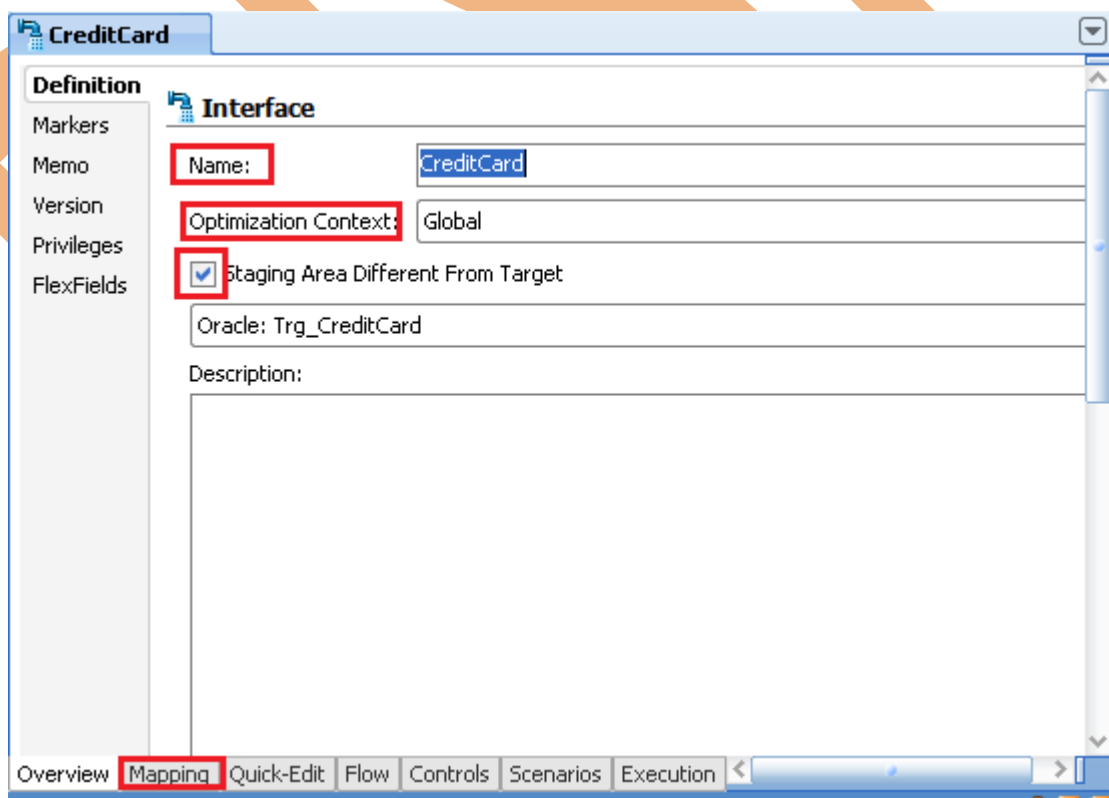 CreditCard
Definition
Markers
Memo
Version
Privileges
FlexFields
Interface
Name: CreditCard
Optimization Context: Global
Staging Area Different From Target
Oracle: Trg_CreditCard
Description:
Overview Mapping Quick-Edit Flow Controls Scenarios Execution